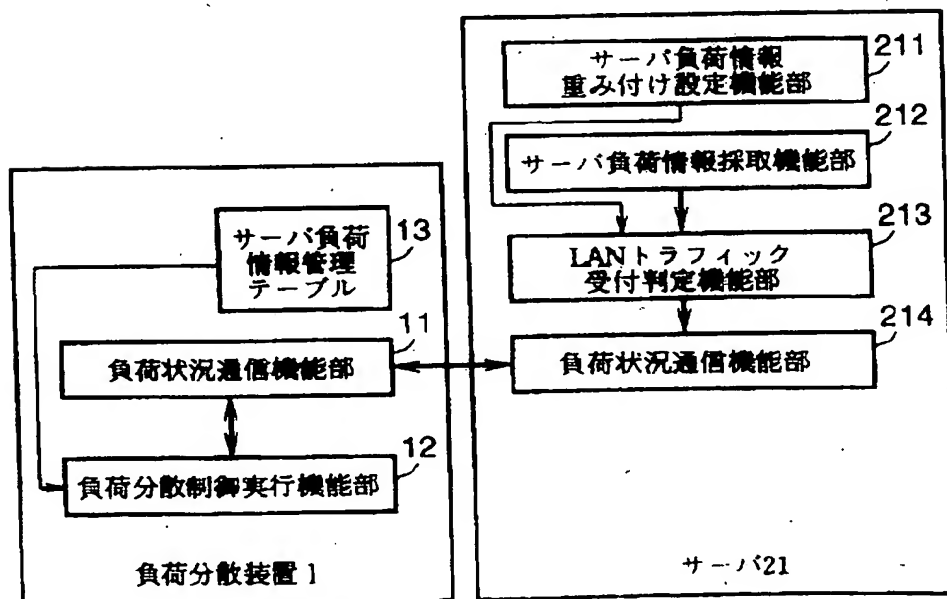 サーバ負荷情報
重み付け設定機能部
211
サーバ負荷情報採取機能部
212
LANトラフィック
受付判定機能部
213
負荷状況通信機能部
214
サーバ21
サーバ負荷
情報管理
テーブル
13
負荷状況通信機能部
11
負荷分散制御実行機能部
12
負荷分散装置1